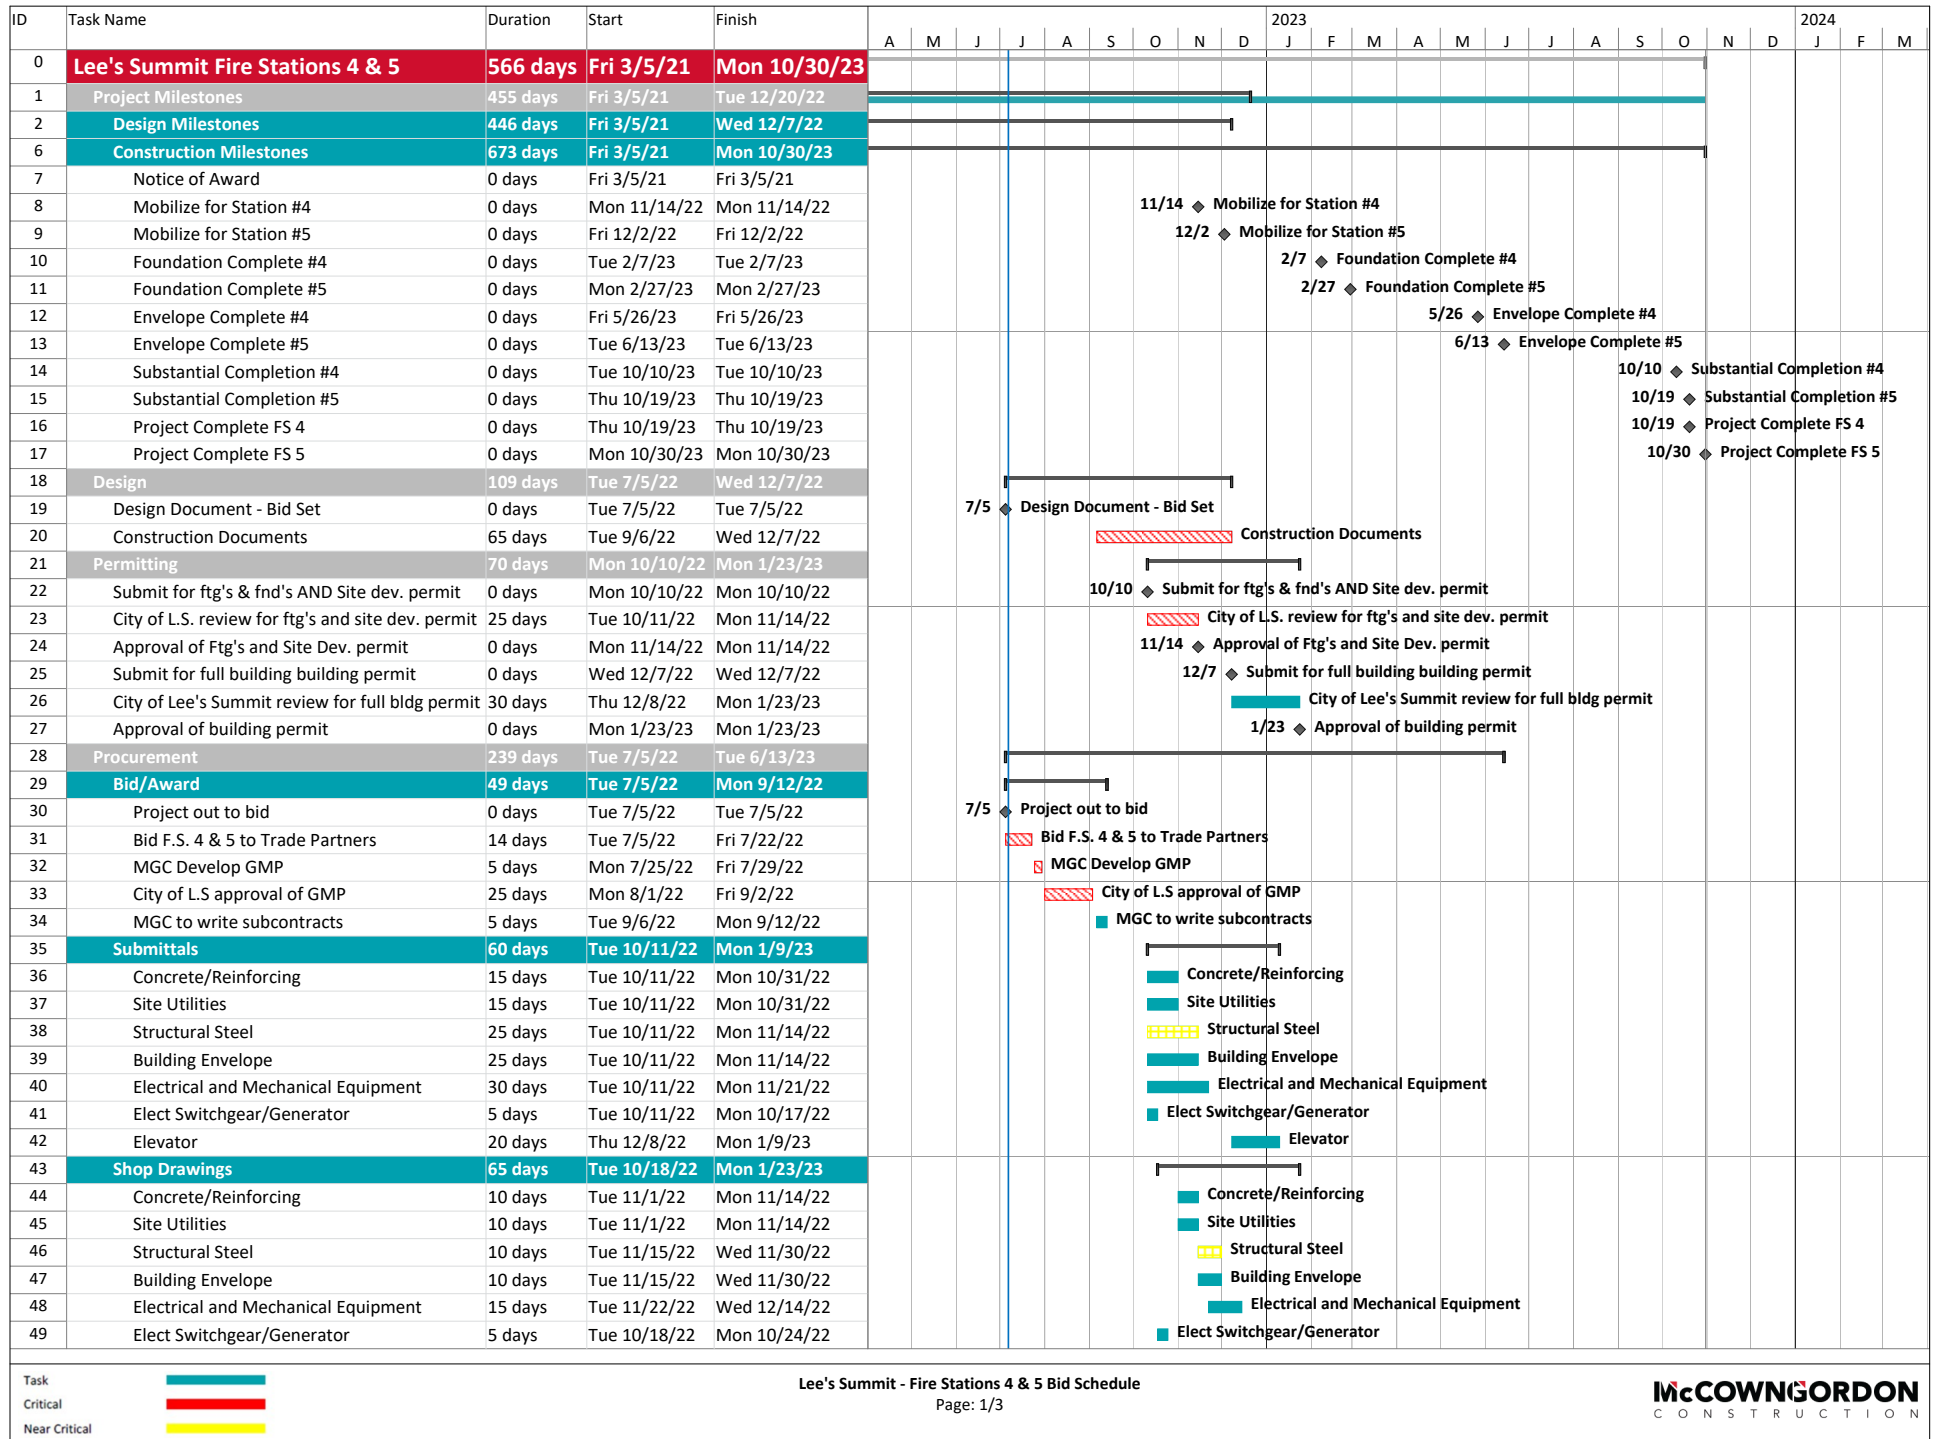 ID Task Name Duration Start Finish 2023 2024
A M J J A S O N D J F M A M J J A S O N D J F M
0 Lee's Summit Fire Stations 4 & 5 566 days Fri 3/5/21 Mon 10/30/23
1 Project Milestones 455 days Fri 3/5/21 Tue 12/20/22
2 Design Milestones 446 days Fri 3/5/21 Wed 12/7/22
6 Construction Milestones 673 days Fri 3/5/21 Mon 10/30/23
7 Notice of Award 0 days Fri 3/5/21 Fri 3/5/21
8 Mobilize for Station #4 0 days Mon 11/14/22 Mon 11/14/22 11/14 Mobilize for Station #4
9 Mobilize for Station #5 0 days Fri 12/2/22 Fri 12/2/22 12/2 Mobilize for Station #5
10 Foundation Complete #4 0 days Tue 2/7/23 Tue 2/7/23 2/7 Foundation Complete #4
11 Foundation Complete #5 0 days Mon 2/27/23 Mon 2/27/23 2/27 Foundation Complete #5
12 Envelope Complete #4 0 days Fri 5/26/23 Fri 5/26/23 5/26 Envelope Complete #4
13 Envelope Complete #5 0 days Tue 6/13/23 Tue 6/13/23 6/13 Envelope Complete #5
14 Substantial Completion #4 0 days Tue 10/10/23 Tue 10/10/23 10/10 Substantial Completion #4
15 Substantial Completion #5 0 days Thu 10/19/23 Thu 10/19/23 10/19 Substantial Completion #5
16 Project Complete FS 4 0 days Thu 10/19/23 Thu 10/19/23 10/19 Project Complete FS 4
17 Project Complete FS 5 0 days Mon 10/30/23 Mon 10/30/23 10/30 Project Complete FS 5
18 Design 109 days Tue 7/5/22 Wed 12/7/22
19 Design Document - Bid Set 0 days Tue 7/5/22 Tue 7/5/22 7/5 Design Document - Bid Set
20 Construction Documents 65 days Tue 9/6/22 Wed 12/7/22 Construction Documents
21 Permitting 70 days Mon 10/10/22 Mon 1/23/23
22 Submit for ftg's & fnd's AND Site dev. permit 0 days Mon 10/10/22 Mon 10/10/22 10/10 Submit for ftg's & fnd's AND Site dev. permit
23 City of L.S. review for ftg's and site dev. permit 25 days Tue 10/11/22 Mon 11/14/22 City of L.S. review for ftg's and site dev. permit
24 Approval of Ftg's and Site Dev. permit 0 days Mon 11/14/22 Mon 11/14/22 11/14 Approval of Ftg's and Site Dev. permit
25 Submit for full building building permit 0 days Wed 12/7/22 Wed 12/7/22 12/7 Submit for full building building permit
26 City of Lee's Summit review for full bldg permit 30 days Thu 12/8/22 Mon 1/23/23 City of Lee's Summit review for full bldg permit
27 Approval of building permit 0 days Mon 1/23/23 Mon 1/23/23 1/23 Approval of building permit
28 Procurement 239 days Tue 7/5/22 Tue 6/13/23
29 Bid/Award 49 days Tue 7/5/22 Mon 9/12/22
30 Project out to bid 0 days Tue 7/5/22 Tue 7/5/22 7/5 Project out to bid
31 Bid F.S. 4 & 5 to Trade Partners 14 days Tue 7/5/22 Fri 7/22/22 Bid F.S. 4 & 5 to Trade Partners
32 MGC Develop GMP 5 days Mon 7/25/22 Fri 7/29/22 MGC Develop GMP
33 City of L.S approval of GMP 25 days Mon 8/1/22 Fri 9/2/22 City of L.S approval of GMP
34 MGC to write subcontracts 5 days Tue 9/6/22 Mon 9/12/22 MGC to write subcontracts
35 Submittals 60 days Tue 10/11/22 Mon 1/9/23
36 Concrete/Reinforcing 15 days Tue 10/11/22 Mon 10/31/22 Concrete/Reinforcing
37 Site Utilities 15 days Tue 10/11/22 Mon 10/31/22 Site Utilities
38 Structural Steel 25 days Tue 10/11/22 Mon 11/14/22 Structural Steel
39 Building Envelope 25 days Tue 10/11/22 Mon 11/14/22 Building Envelope
40 Electrical and Mechanical Equipment 30 days Tue 10/11/22 Mon 11/21/22 Electrical and Mechanical Equipment
41 Elect Switchgear/Generator 5 days Tue 10/11/22 Mon 10/17/22 Elect Switchgear/Generator
42 Elevator 20 days Thu 12/8/22 Mon 1/9/23 Elevator
43 Shop Drawings 65 days Tue 10/18/22 Mon 1/23/23
44 Concrete/Reinforcing 10 days Tue 11/1/22 Mon 11/14/22 Concrete/Reinforcing
45 Site Utilities 10 days Tue 11/1/22 Mon 11/14/22 Site Utilities
46 Structural Steel 10 days Tue 11/15/22 Wed 11/30/22 Structural Steel
47 Building Envelope 10 days Tue 11/15/22 Wed 11/30/22 Building Envelope
48 Electrical and Mechanical Equipment 15 days Tue 11/22/22 Wed 12/14/22 Electrical and Mechanical Equipment
49 Elect Switchgear/Generator 5 days Tue 10/18/22 Mon 10/24/22 Elect Switchgear/Generator
Task
Critical
Near Critical
Lee's Summit - Fire Stations 4 & 5 Bid Schedule
Page: 1/3
McCOWNGORDON
CONSTRUCTION